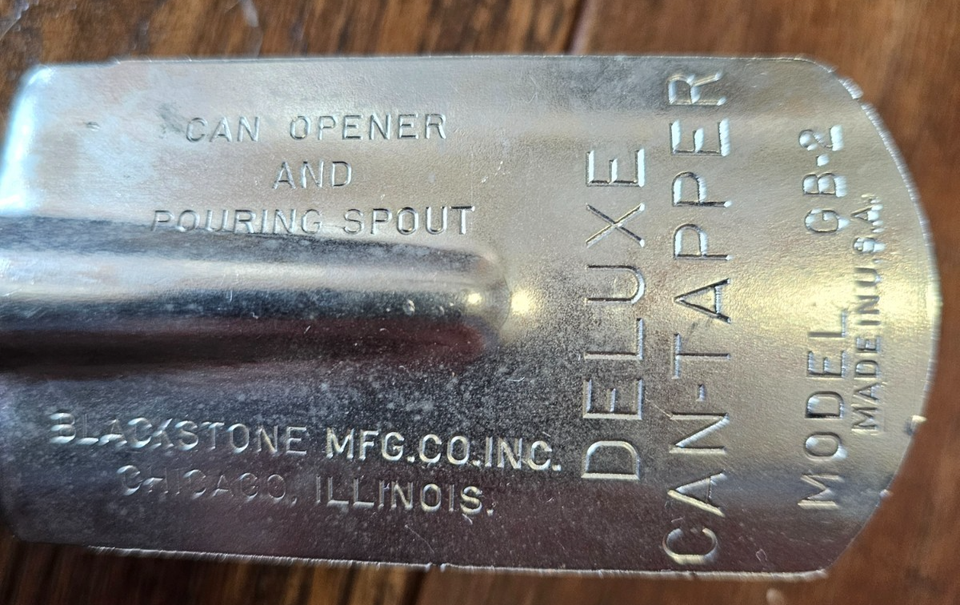 CAN OPENER
AND
POURING SPOUT
BLACKSTONE MFG.CO.INC.
CHICAGO, ILLINOIS.
DELUXE
CAN-TAPPER
MODEL GB-2
MADE IN U.S.A.